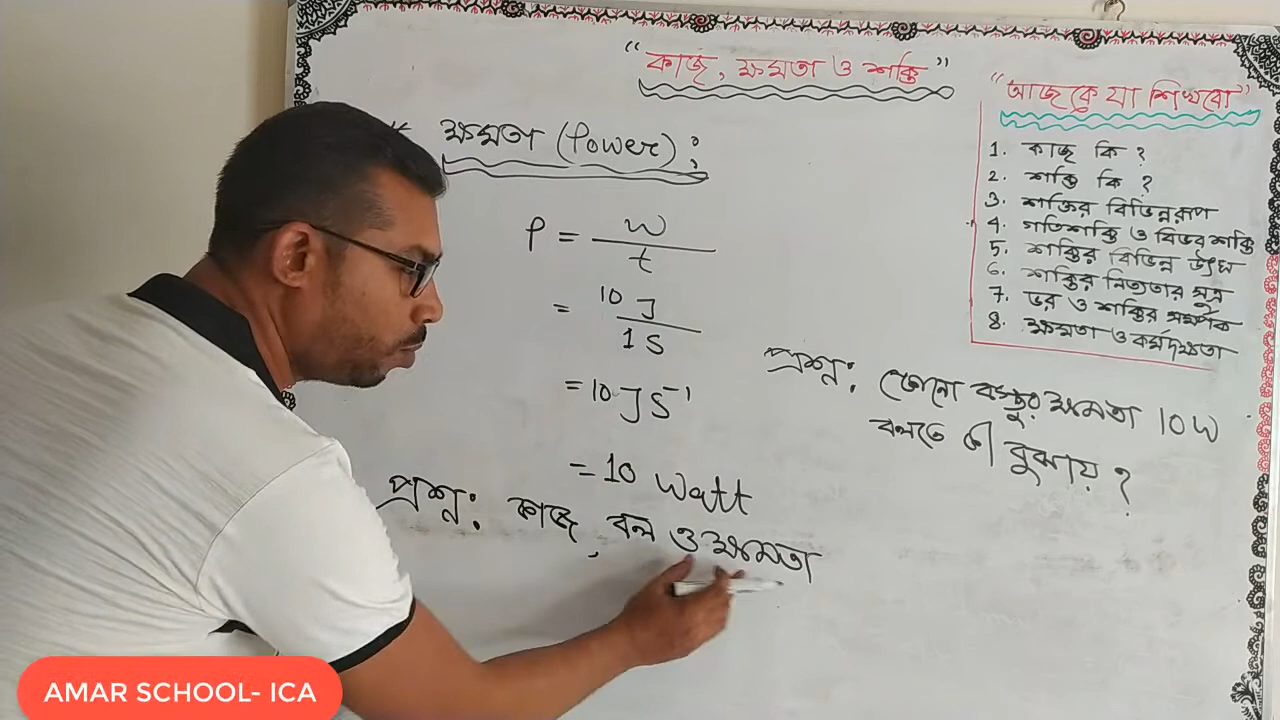 "কাজ, ক্ষমতা ও শক্তি"
"আজকে যা শিখবো"
1. কাজ কি ?
2. শক্তি কি ?
3. শক্তির বিভিন্নরূপ
4. গতিশক্তি ও বিভব শক্তি
5. শক্তির বিভিন্ন উৎস
6. শক্তির নিত্যতার সূত্র
7. ভর ও শক্তির সম্পর্ক
8. ক্ষমতা ও কর্মদক্ষতা
ক্ষমতা (Power) :
P = W / t
= 10 J / 1 S
= 10 J S⁻¹
= 10 Watt
প্রশ্ন: কোনো বস্তুর ক্ষমতা 10W
বলতে কী বুঝায় ?
প্রশ্ন: কাজ, বল ও ক্ষমতা
AMAR SCHOOL- ICA